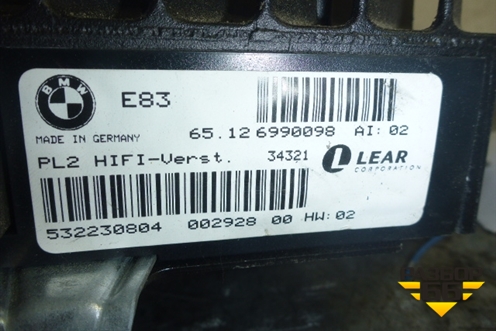 BMW
E83
MADE IN GERMANY
65.12 6990098 AI: 02
PL2 HIFI-Verst. 34321
LEAR
CORPORATION
532230804 002928 00 HW: 02